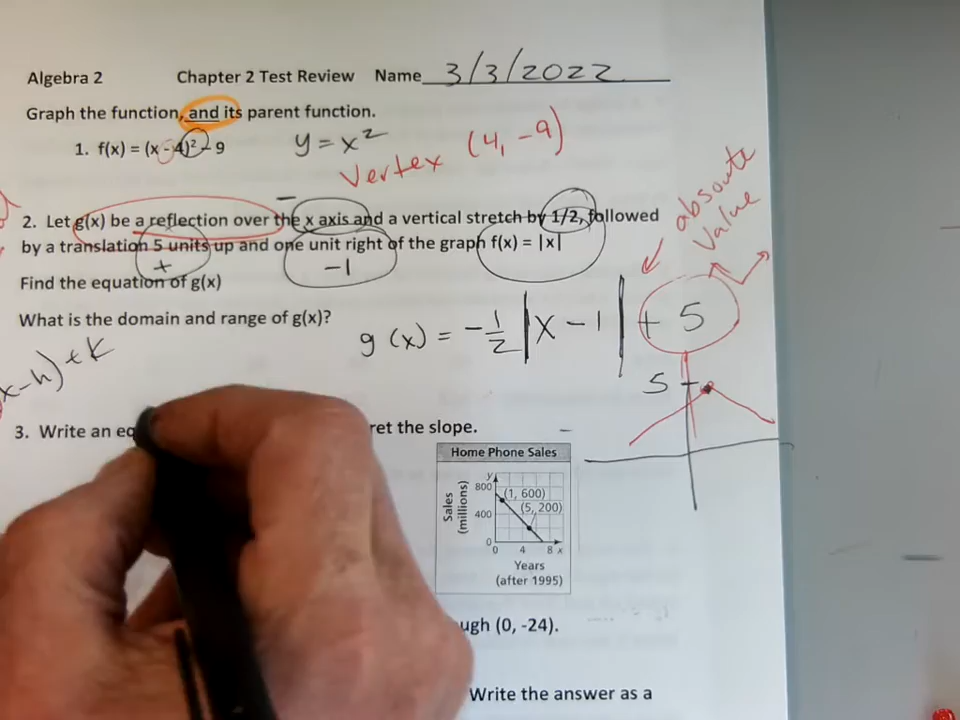 Algebra 2 Chapter 2 Test Review Name 3/3/2022
Graph the function, and its parent function.
1. f(x) = (x - 4)² - 9 y = x² Vertex (4, -9)
absoute
value
2. Let g(x) be a reflection over the x axis and a vertical stretch by 1/2, followed
by a translation 5 units up and one unit right of the graph f(x) = |x|
+ -1
Find the equation of g(x)
What is the domain and range of g(x)?
g(x) = -1/2 |x - 1| + 5
x-h) + k
5
3. Write an eq ret the slope.
Home Phone Sales
Sales
(millions)
y
800
400
0
(1, 600)
(5, 200)
0 4 8 x
Years
(after 1995)
ugh (0, -24).
Write the answer as a